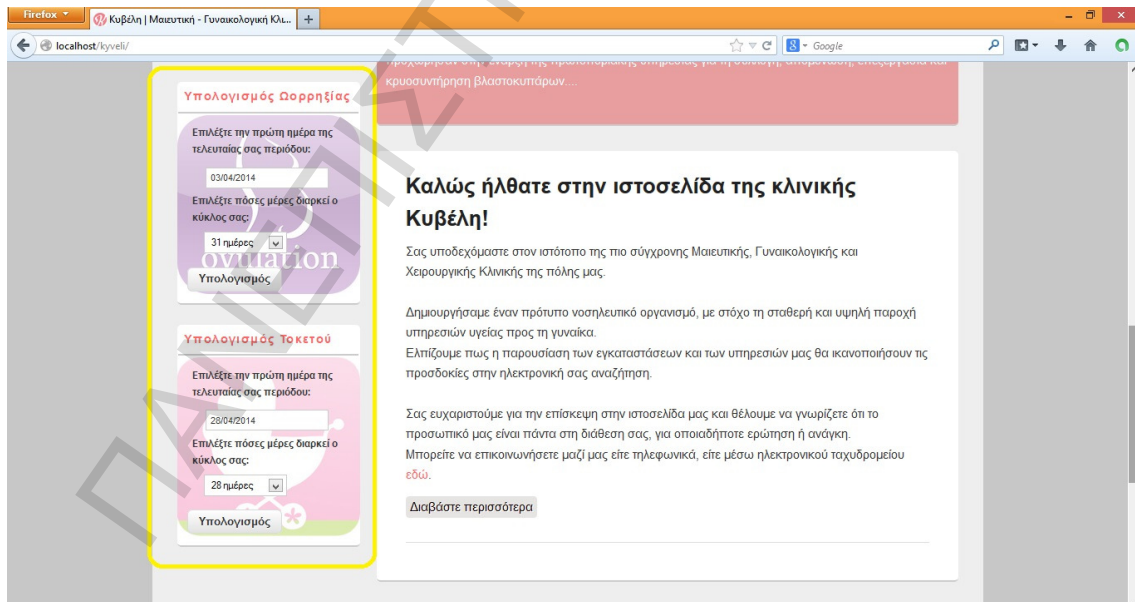 Firefox
Κυβέλη | Μαιευτική - Γυναικολογική Κλι...
localhost/kyveli/
Google
κρυοσυντήρηση βλαστοκυττάρων....
Υπολογισμός Ωορρηξίας
Επιλέξτε την πρώτη ημέρα της
τελευταίας σας περιόδου:
03/04/2014
Επιλέξτε πόσες μέρες διαρκεί ο
κύκλος σας:
31 ημέρες
ovulation
Υπολογισμός
Υπολογισμός Τοκετού
Επιλέξτε την πρώτη ημέρα της
τελευταίας σας περιόδου:
28/04/2014
Επιλέξτε πόσες μέρες διαρκεί ο
κύκλος σας:
28 ημέρες
Υπολογισμός
Καλώς ήλθατε στην ιστοσελίδα της κλινικής
Κυβέλη!
Σας υποδεχόμαστε στον ιστότοπο της πιο σύγχρονης Μαιευτικής, Γυναικολογικής και
Χειρουργικής Κλινικής της πόλης μας.
Δημιουργήσαμε έναν πρότυπο νοσηλευτικό οργανισμό, με στόχο τη σταθερή και υψηλή παροχή
υπηρεσιών υγείας προς τη γυναίκα.
Ελπίζουμε πως η παρουσίαση των εγκαταστάσεων και των υπηρεσιών μας θα ικανοποιήσουν τις
προσδοκίες στην ηλεκτρονική σας αναζήτηση.
Σας ευχαριστούμε για την επίσκεψη στην ιστοσελίδα μας και θέλουμε να γνωρίζετε ότι το
προσωπικό μας είναι πάντα στη διάθεση σας, για οποιαδήποτε ερώτηση ή ανάγκη.
Μπορείτε να επικοινωνήσετε μαζί μας είτε τηλεφωνικά, είτε μέσω ηλεκτρονικού ταχυδρομείου
εδώ.
Διαβάστε περισσότερα